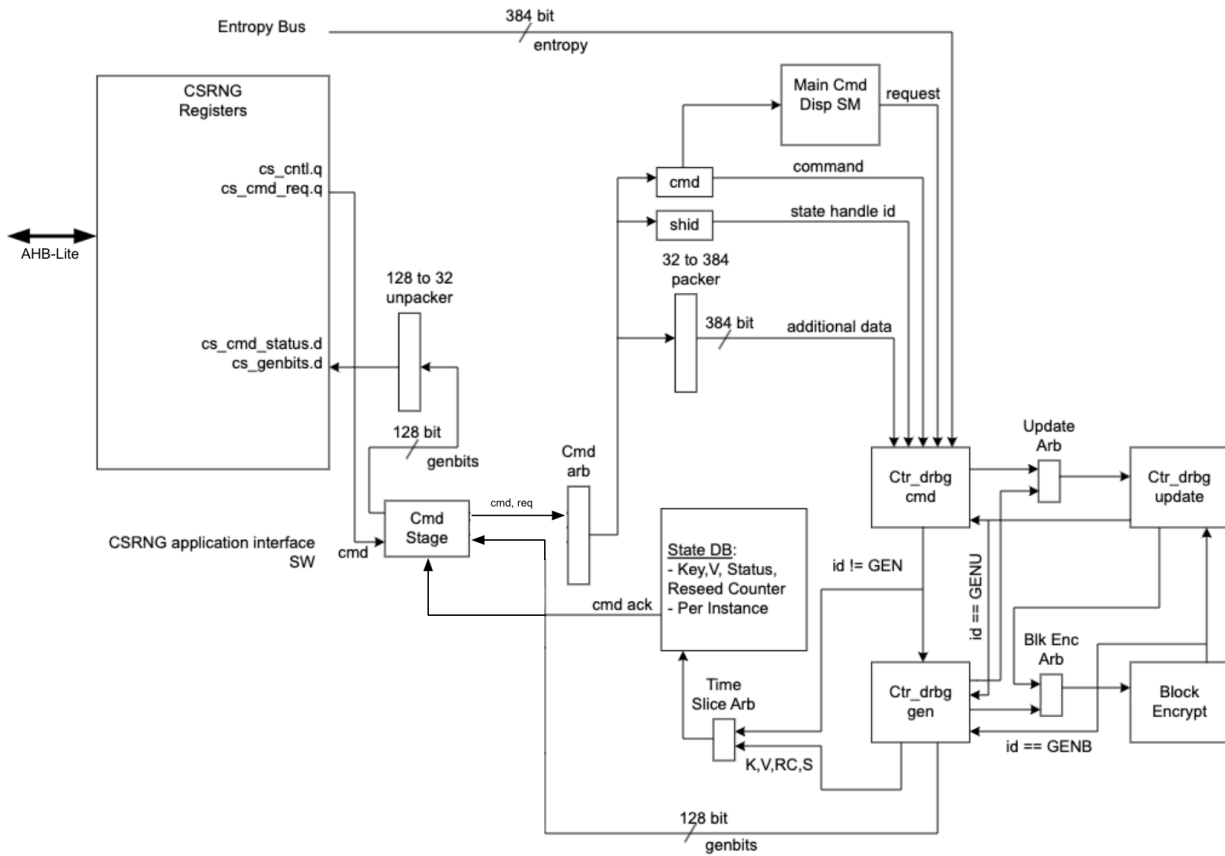 384 bit
Entropy Bus
entropy
CSRNG
Registers
Main Cmd
Disp SM
request
cs_cntl.q
cs_cmd_req.q
cmd
command
shid
state handle id
AHB-Lite
128 to 32
unpacker
32 to 384
packer
384 bit
additional data
cs_cmd_status.d
cs_genbits.d
128 bit
genbits
Cmd
arb
Update
Arb
Ctr_drbg
cmd
Ctr_drbg
update
cmd, req
Cmd
Stage
CSRNG application interface
SW
cmd
State DB:
- Key,V, Status,
Reseed Counter
- Per Instance
id != GEN
id == GENU
cmd ack
Blk Enc
Arb
Time
Slice Arb
Ctr_drbg
gen
Block
Encrypt
id == GENB
K,V,RC,S
128 bit
genbits